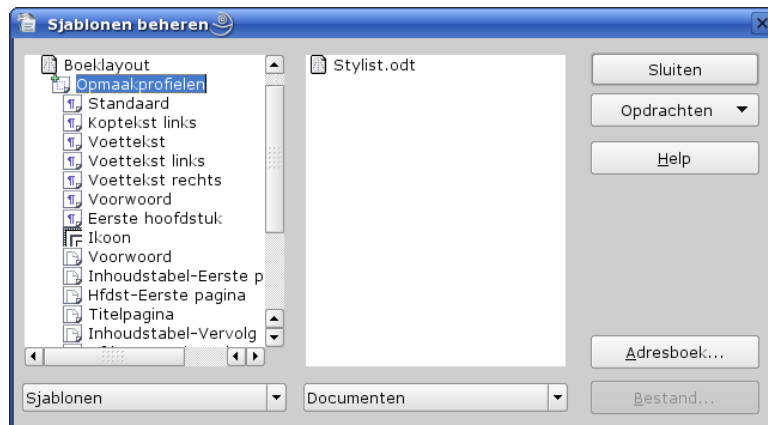 Sjablonen beheren
Boeklayout
Opmaakprofielen
Standaard
Koptekst links
Voettekst
Voettekst links
Voettekst rechts
Voorwoord
Eerste hoofdstuk
Ikoon
Voorwoord
Inhoudstabel-Eerste p
Hfdst-Eerste pagina
Titelpagina
Inhoudstabel-Vervolg
Sjablonen
Stylist.odt
Documenten
Sluiten
Opdrachten
Help
Adresboek...
Bestand...